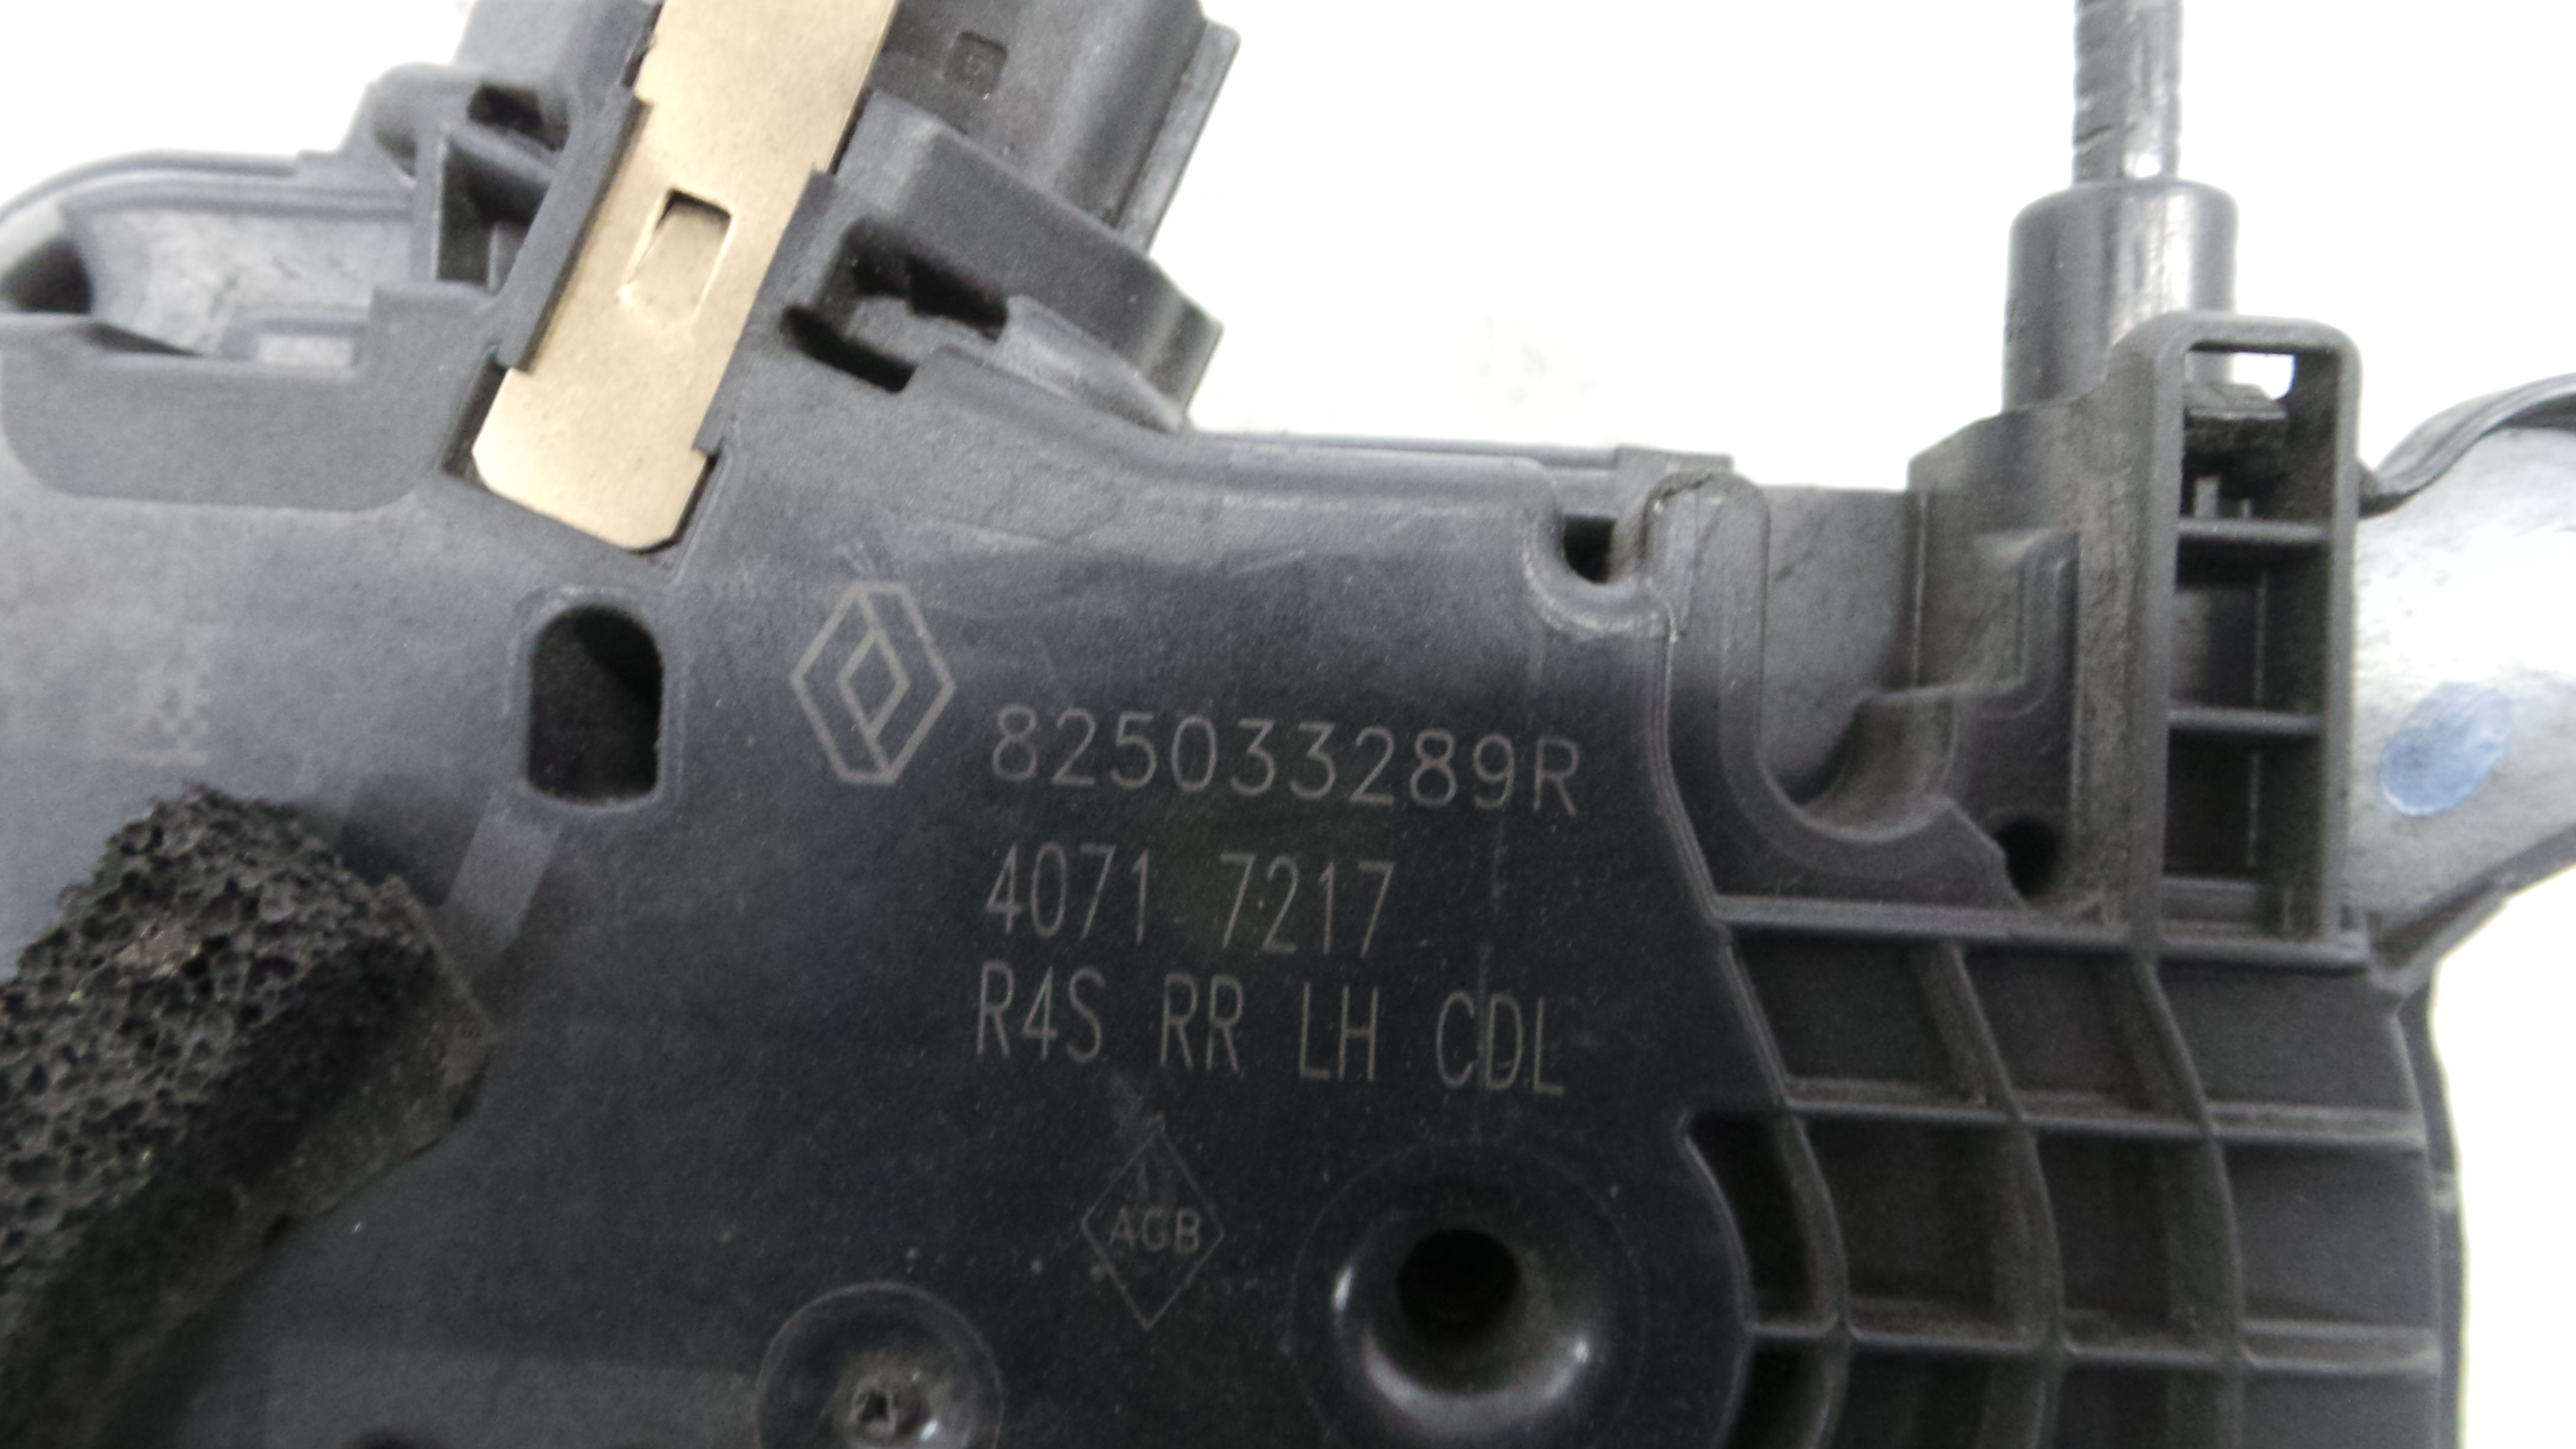 825033289R
4071 7217
R4S RR LH CDL
AGB